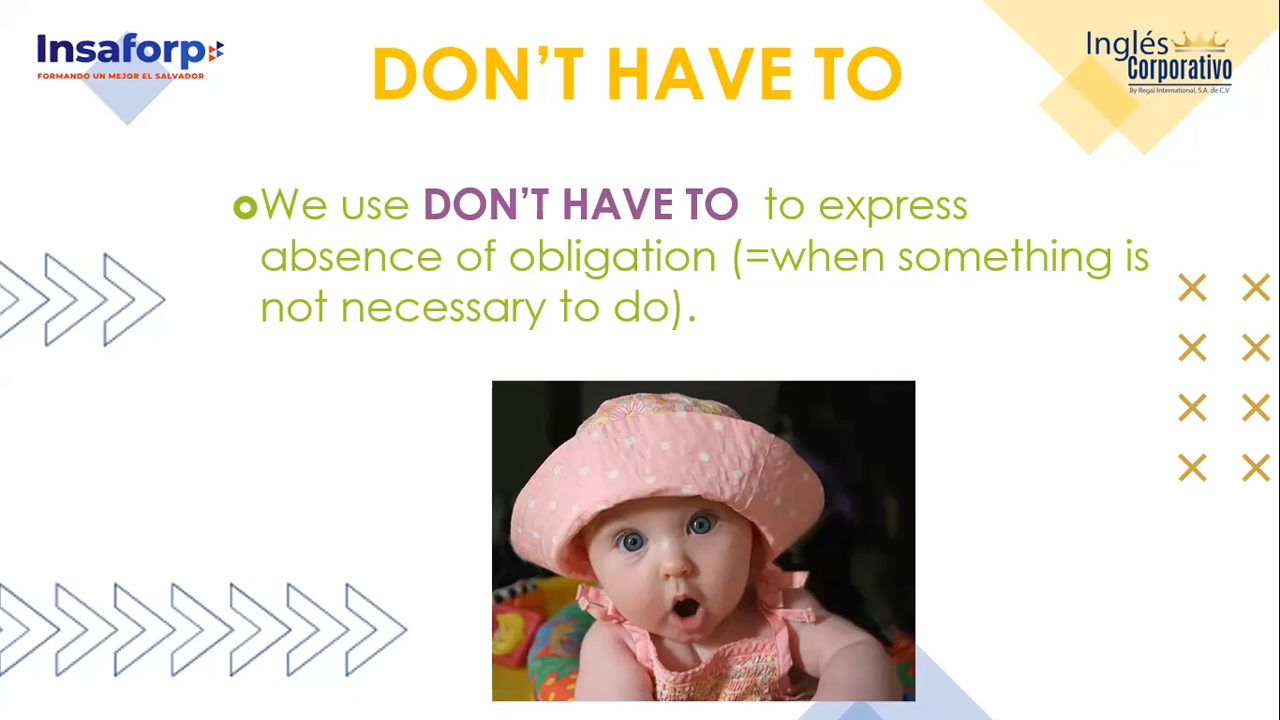 Insaforp
FORMANDO UN MEJOR EL SALVADOR
DON'T HAVE TO
Inglés
Corporativo
By Regal International, S.A. de C.V.
We use DON'T HAVE TO to express
absence of obligation (=when something is
not necessary to do).